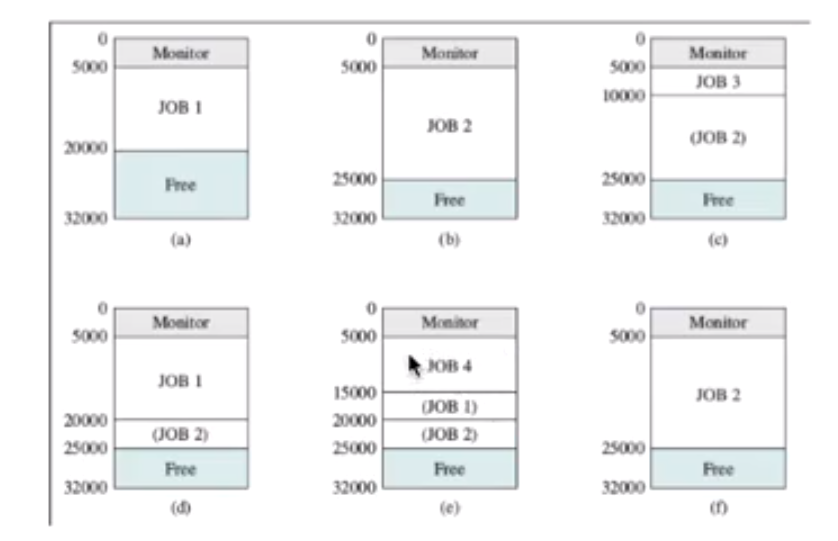 0
Monitor
5000
JOB 1
20000
Free
32000
(a)
0
Monitor
5000
JOB 2
25000
Free
32000
(b)
0
Monitor
5000
JOB 3
10000
(JOB 2)
25000
Free
32000
(c)
0
Monitor
5000
JOB 1
20000
(JOB 2)
25000
Free
32000
(d)
0
Monitor
5000
JOB 4
15000
(JOB 1)
20000
(JOB 2)
25000
Free
32000
(e)
0
Monitor
5000
JOB 2
25000
Free
32000
(f)